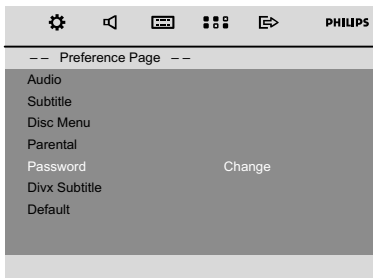 PHILIPS
-- Preference Page --
Audio
Subtitle
Disc Menu
Parental
Password Change
Divx Subtitle
Default